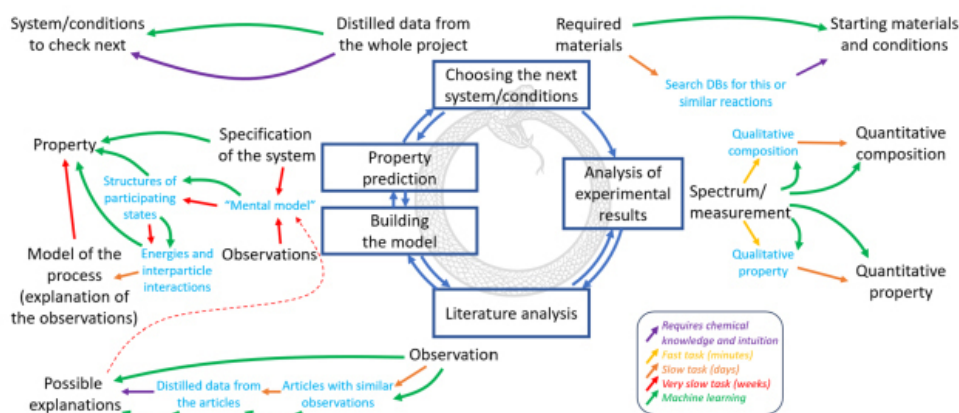 System/conditions
to check next
Distilled data from
the whole project
Required
materials
Starting materials
and conditions
Search DBs for this or
similar reactions
Choosing the next
system/conditions
Property
Specification
of the system
Structures of
participating
states
"Mental model"
Property
prediction
Building
the model
Analysis of
experimental
results
Qualitative
composition
Quantitative
composition
Spectrum/
measurement
Qualitative
property
Quantitative
property
Model of the
process
(explanation of
the observations)
Energies and
interparticle
interactions
Observations
Literature analysis
Observation
Possible
explanations
Distilled data from
the articles
Articles with similar
observations
Requires chemical
knowledge and intuition
Fast task (minutes)
Slow task (days)
Very slow task (weeks)
Machine learning